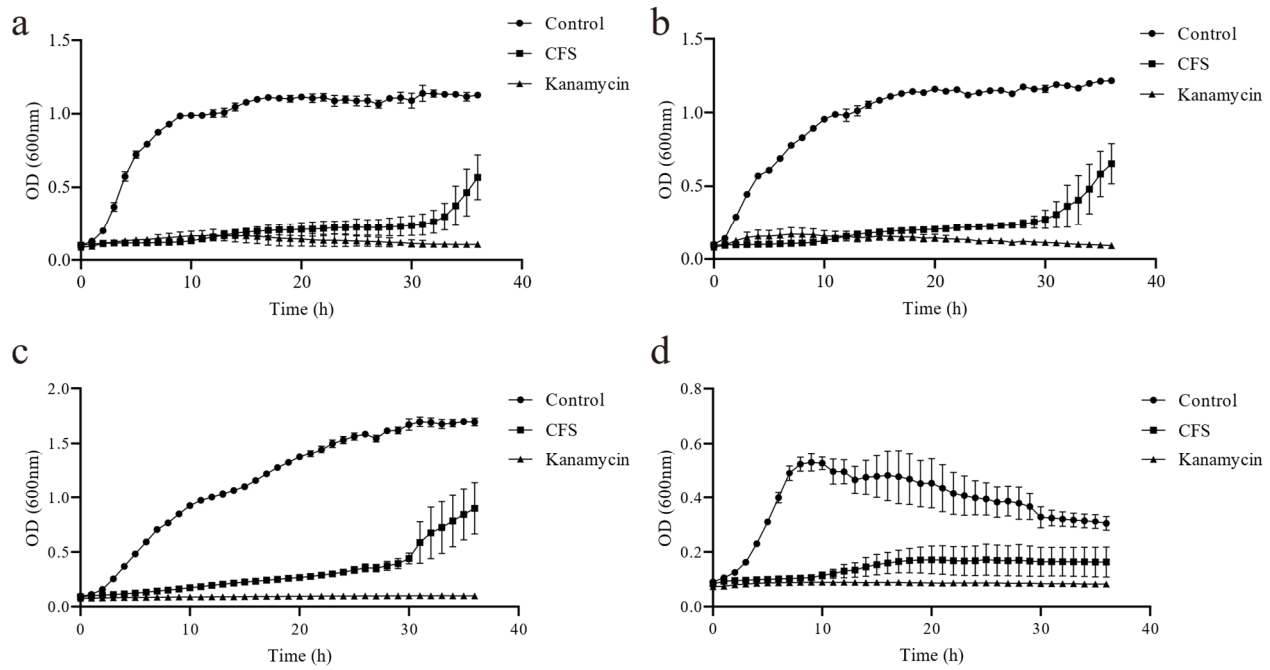 a
Control
CFS
Kanamycin
1.5
1.0
0.5
0.0
OD (600nm)
0
10
20
30
40
Time (h)
b
Control
CFS
Kanamycin
1.5
1.0
0.5
0.0
OD (600nm)
0
10
20
30
40
Time (h)
c
Control
CFS
Kanamycin
2.0
1.5
1.0
0.5
0.0
OD (600nm)
0
10
20
30
40
Time (h)
d
Control
CFS
Kanamycin
0.8
0.6
0.4
0.2
0.0
OD (600nm)
0
10
20
30
40
Time (h)